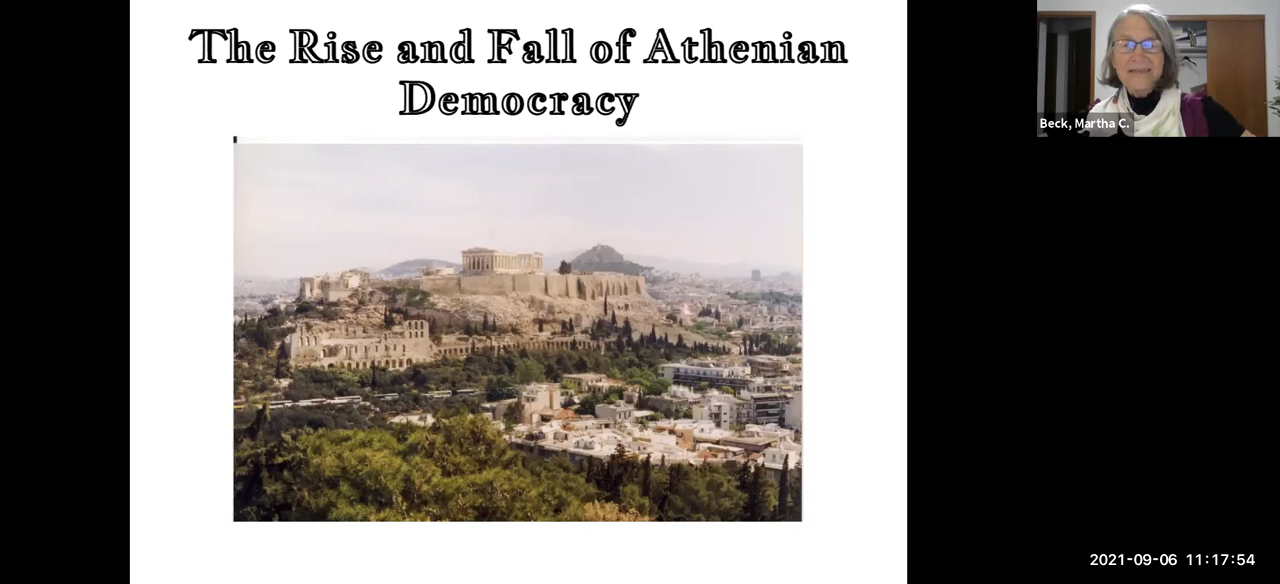 The Rise and Fall of Athenian
Democracy
Beck, Martha C.
2021-09-06 11:17:54